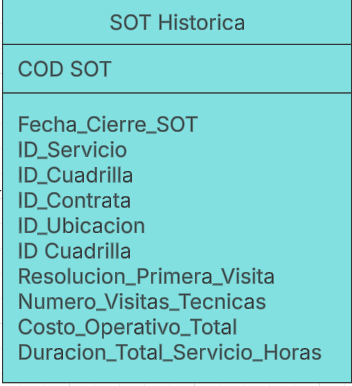 SOT Historica
COD SOT
Fecha_Cierre_SOT
ID_Servicio
ID_Cuadrilla
ID_Contrata
ID_Ubicacion
ID Cuadrilla
Resolucion_Primera_Visita
Numero_Visitas_Tecnicas
Costo_Operativo_Total
Duracion_Total_Servicio_Horas